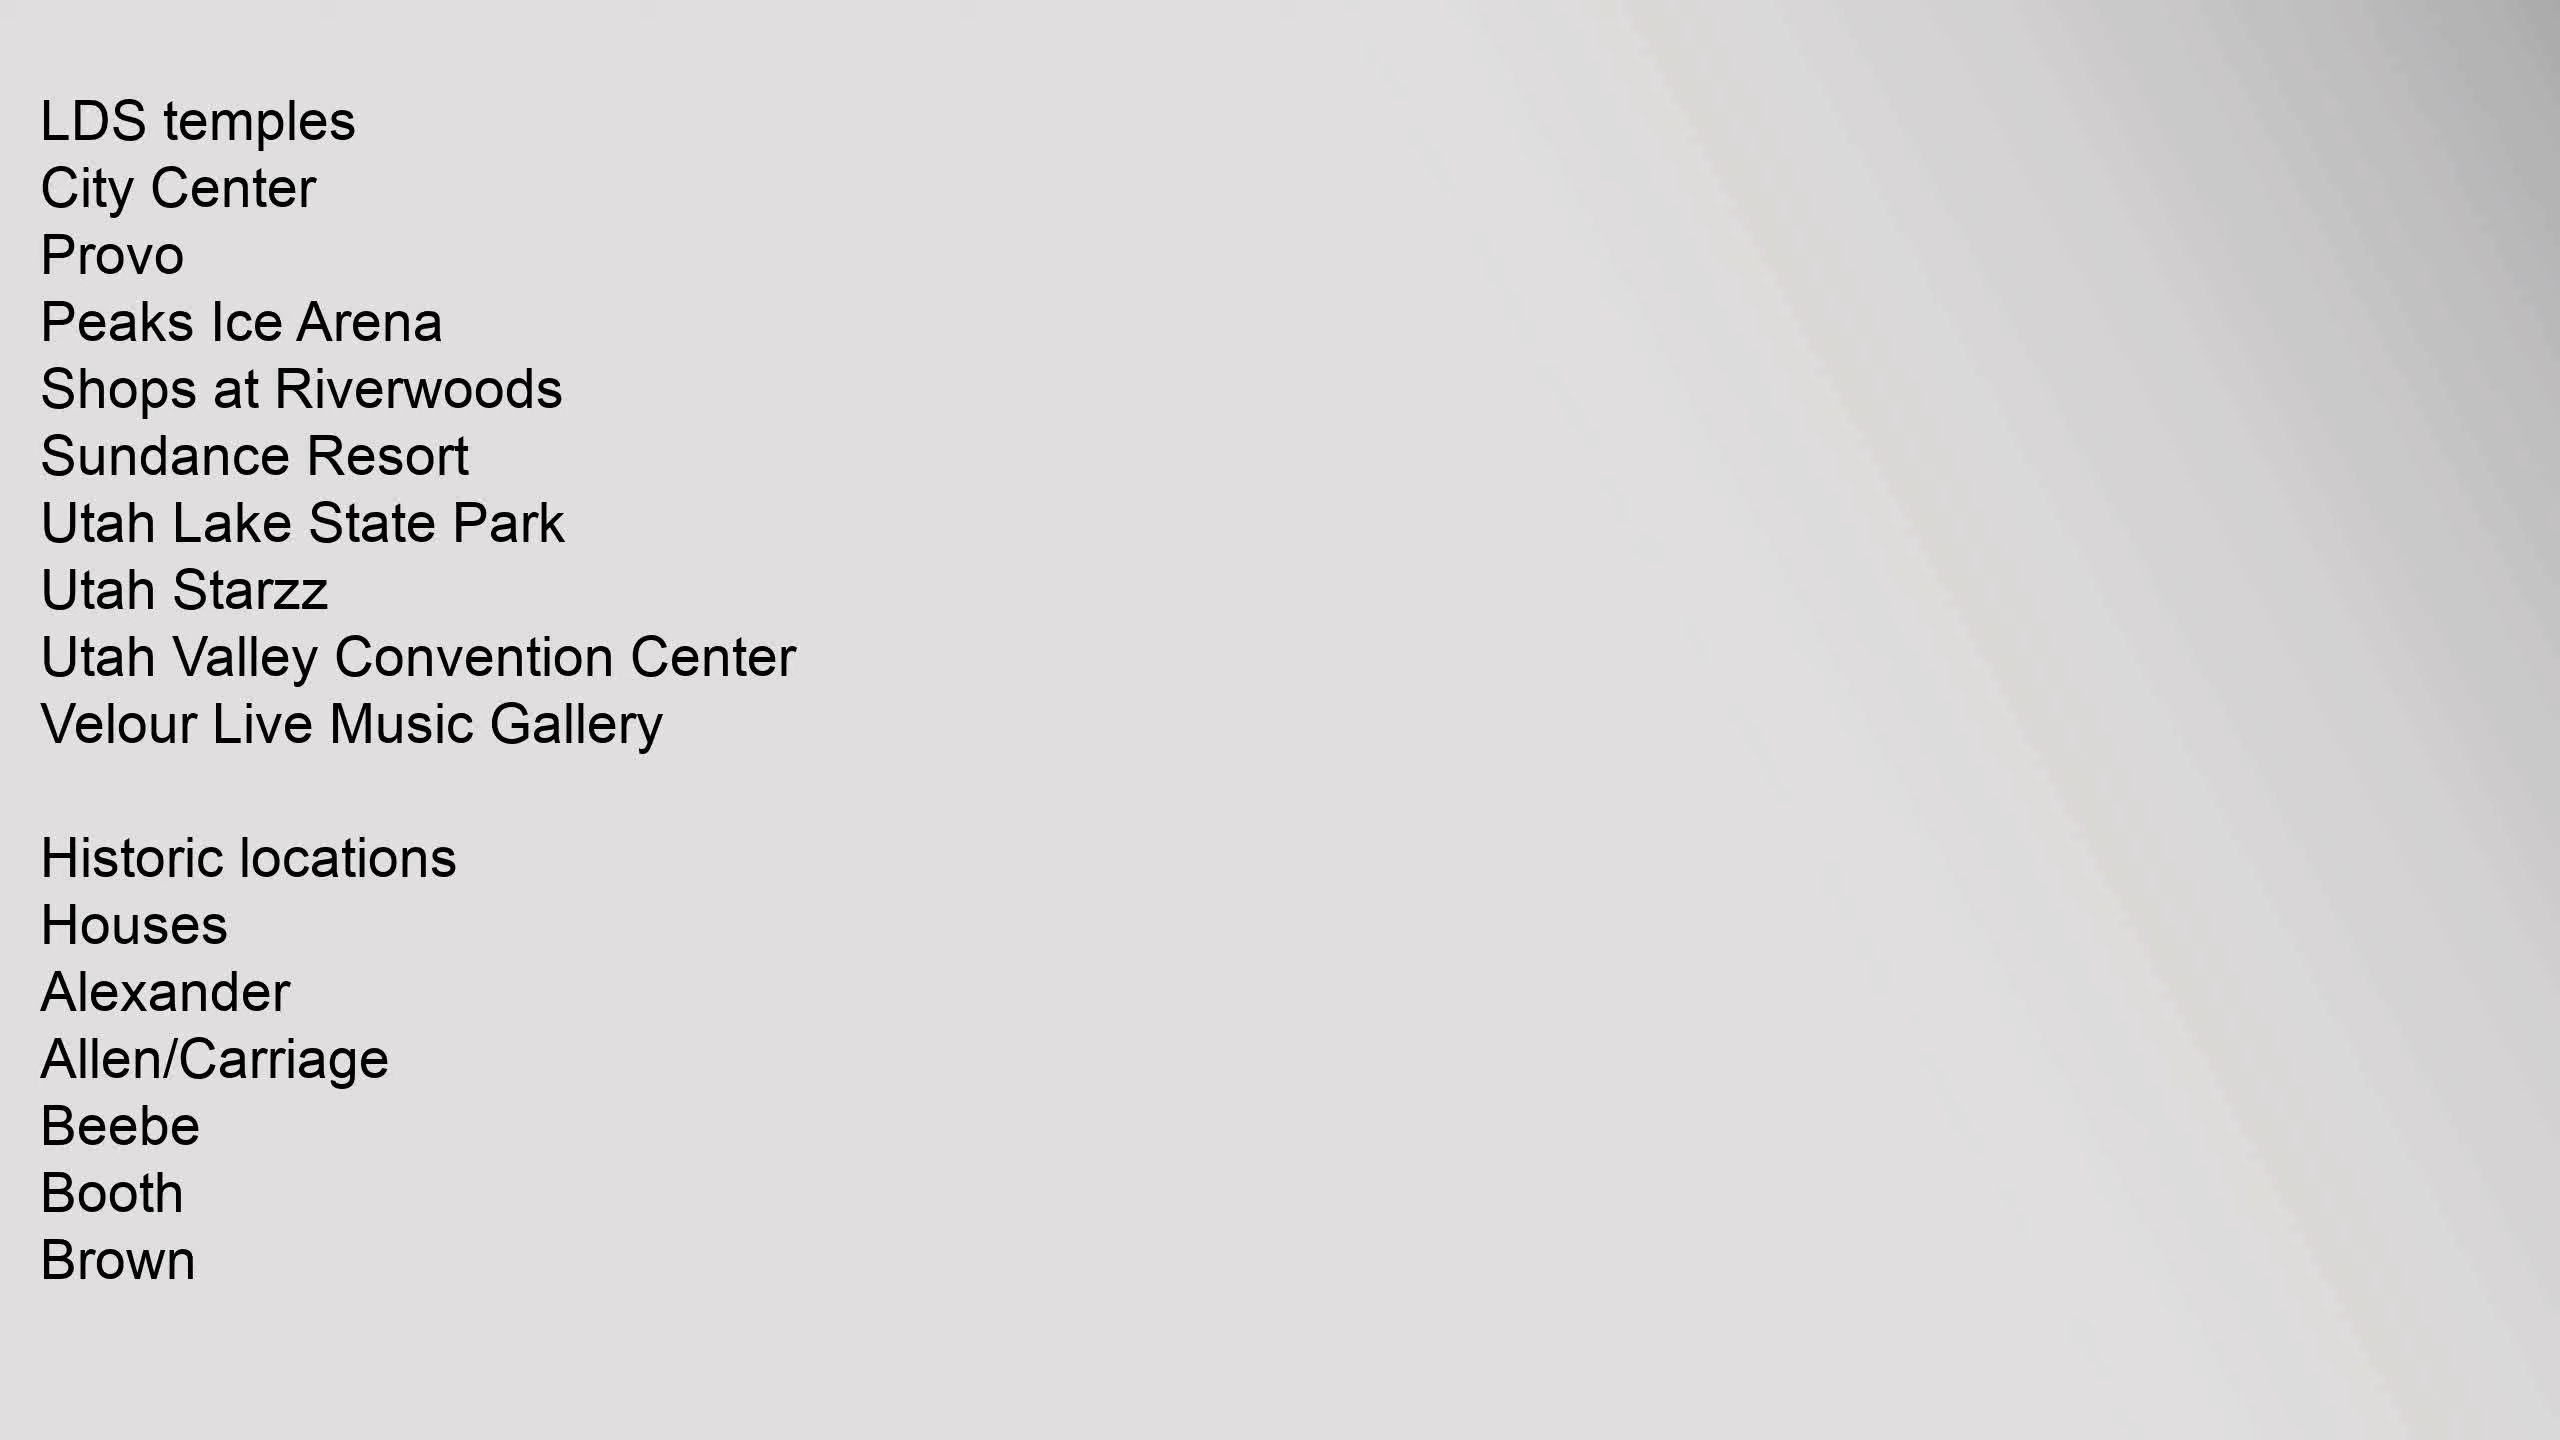 LDS temples
City Center
Provo
Peaks Ice Arena
Shops at Riverwoods
Sundance Resort
Utah Lake State Park
Utah Starzz
Utah Valley Convention Center
Velour Live Music Gallery
Historic locations
Houses
Alexander
Allen/Carriage
Beebe
Booth
Brown